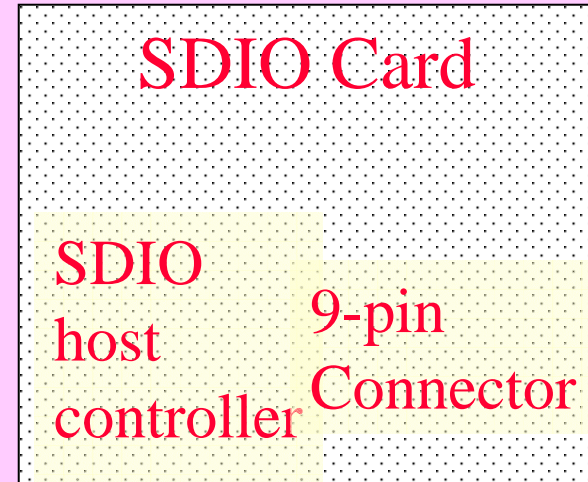 SDIO Card
SDIO
host
controller
9-pin
Connector